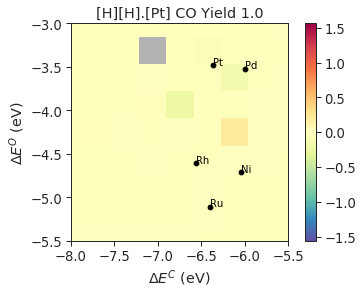 [H][H].[Pt] CO Yield 1.0
−3.0
−3.5
−4.0
−4.5
−5.0
−5.5
ΔE^O (eV)
Pt
Pd
Rh
Ni
Ru
−8.0 −7.5 −7.0 −6.5 −6.0 −5.5
ΔE^C (eV)
1.5
1.0
0.5
0.0
−0.5
−1.0
−1.5